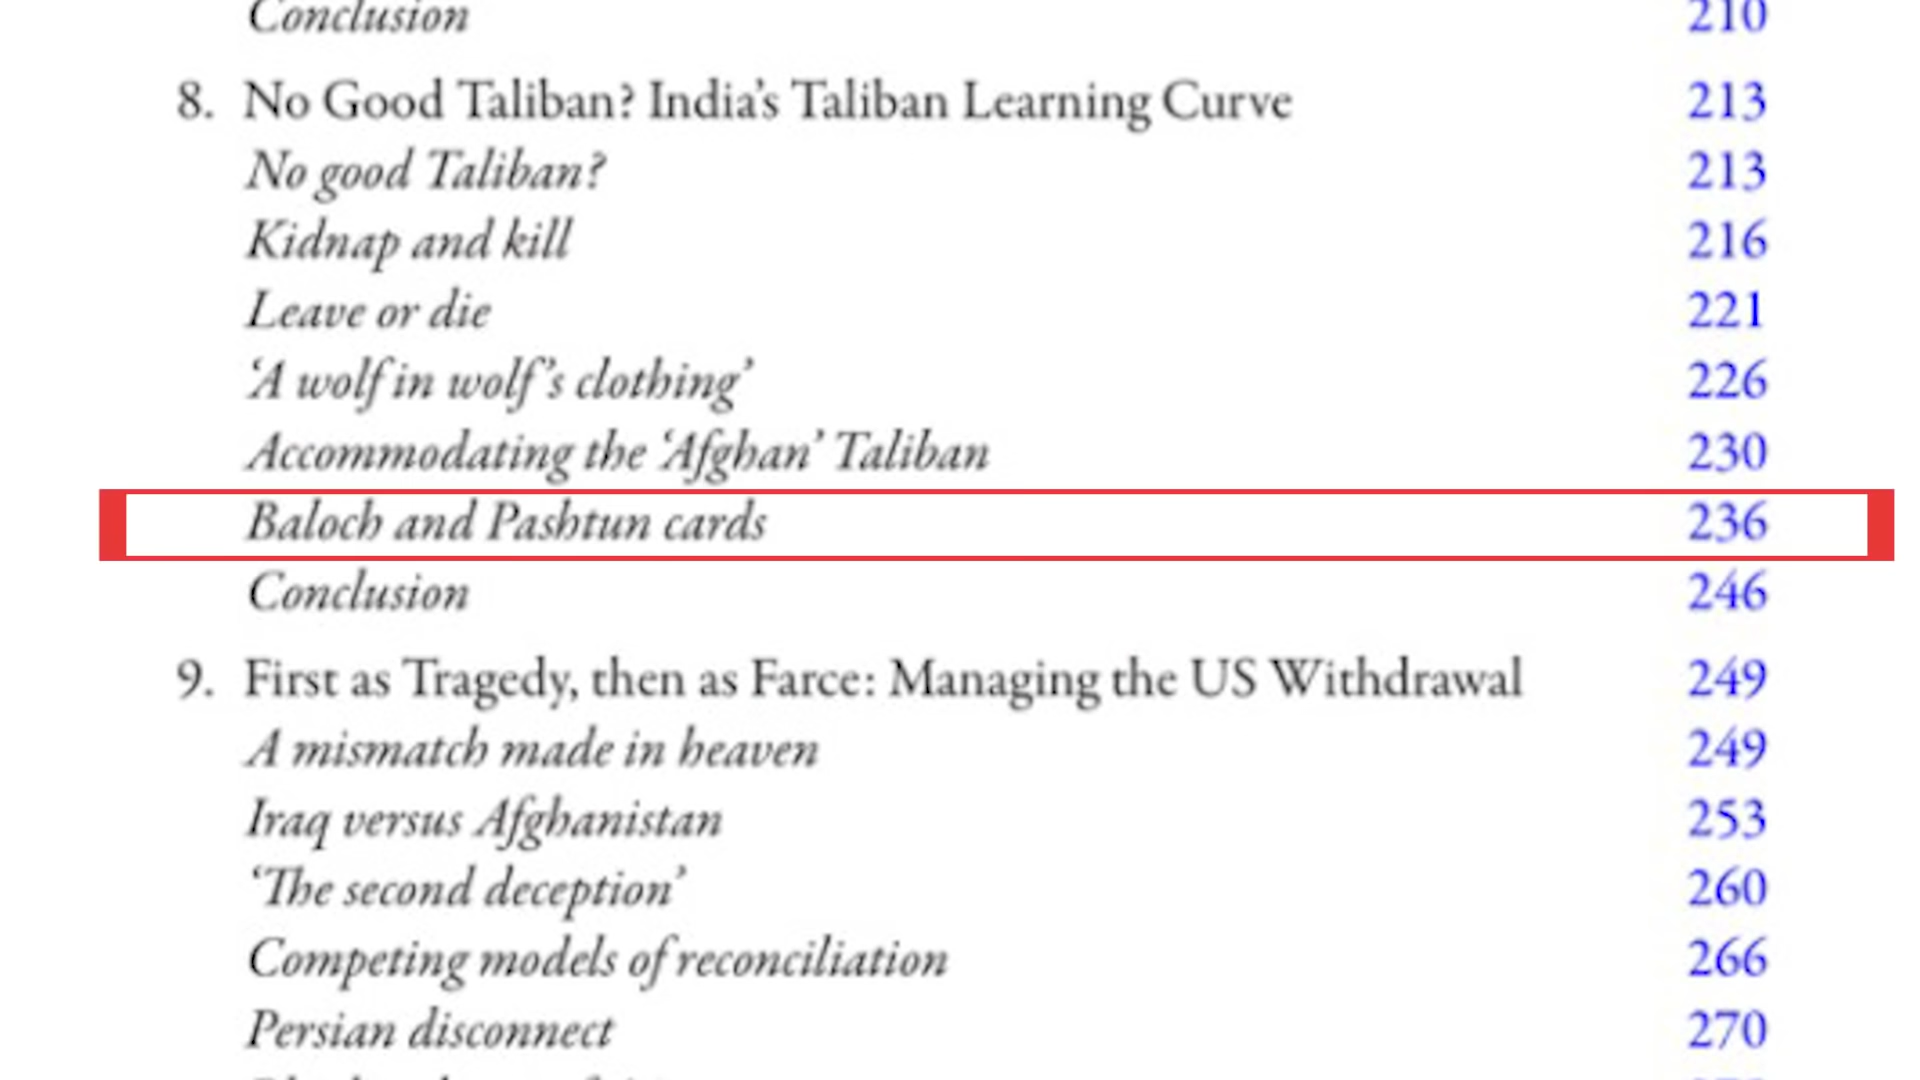 Conclusion 210
8. No Good Taliban? India’s Taliban Learning Curve 213
No good Taliban? 213
Kidnap and kill 216
Leave or die 221
‘A wolf in wolf’s clothing’ 226
Accommodating the ‘Afghan’ Taliban 230
Baloch and Pashtun cards 236
Conclusion 246
9. First as Tragedy, then as Farce: Managing the US Withdrawal 249
A mismatch made in heaven 249
Iraq versus Afghanistan 253
‘The second deception’ 260
Competing models of reconciliation 266
Persian disconnect 270